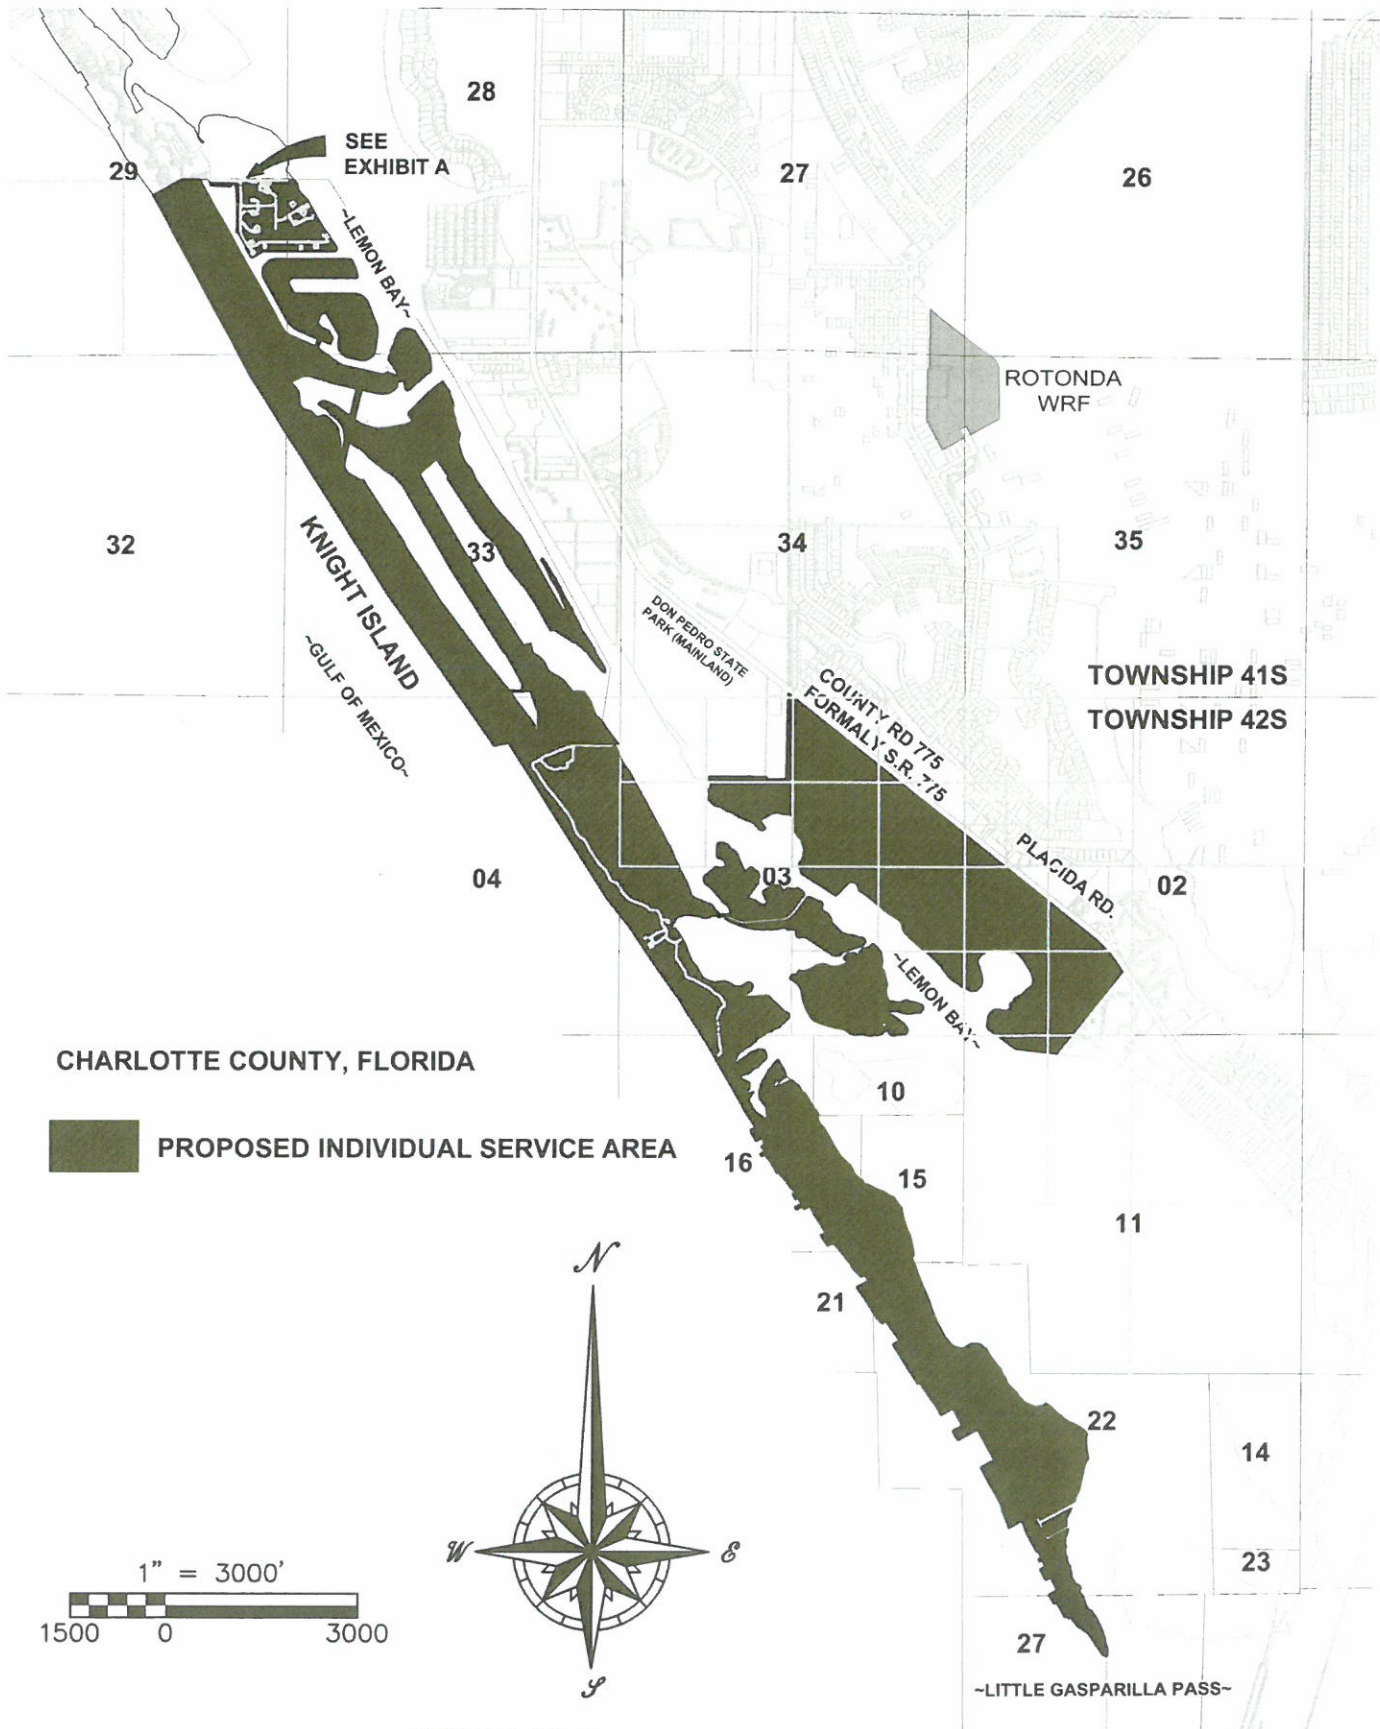 28
SEE
EXHIBIT A
29
27
26
~LEMON BAY~
ROTONDA
WRF
32
KNIGHT ISLAND
33
34
35
~GULF OF MEXICO~
DON PEDRO STATE
PARK (MAINLAND)
TOWNSHIP 41S
TOWNSHIP 42S
COUNTY RD 775
FORMALY S.R. 775
PLACIDA RD.
04
03
02
~LEMON BAY~
CHARLOTTE COUNTY, FLORIDA
PROPOSED INDIVIDUAL SERVICE AREA
10
16
15
11
21
22
14
23
27
~LITTLE GASPARILLA PASS~
N
W
E
S
1" = 3000'
1500 0 3000